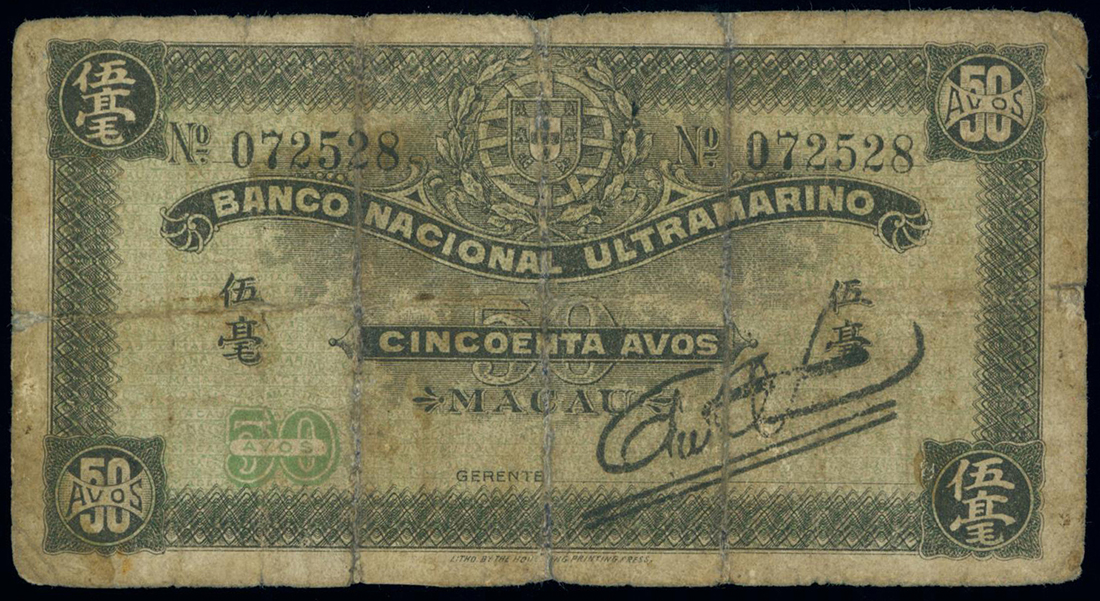 伍毫
50 AVOS
Nº 072528
Nº 072528
BANCO NACIONAL ULTRAMARINO
伍毫
伍毫
50
CINCOENTA AVOS
MACAU
50 AVOS
GERENTE
50 AVOS
伍毫
LITHO. BY THE PRINTING PRESS.